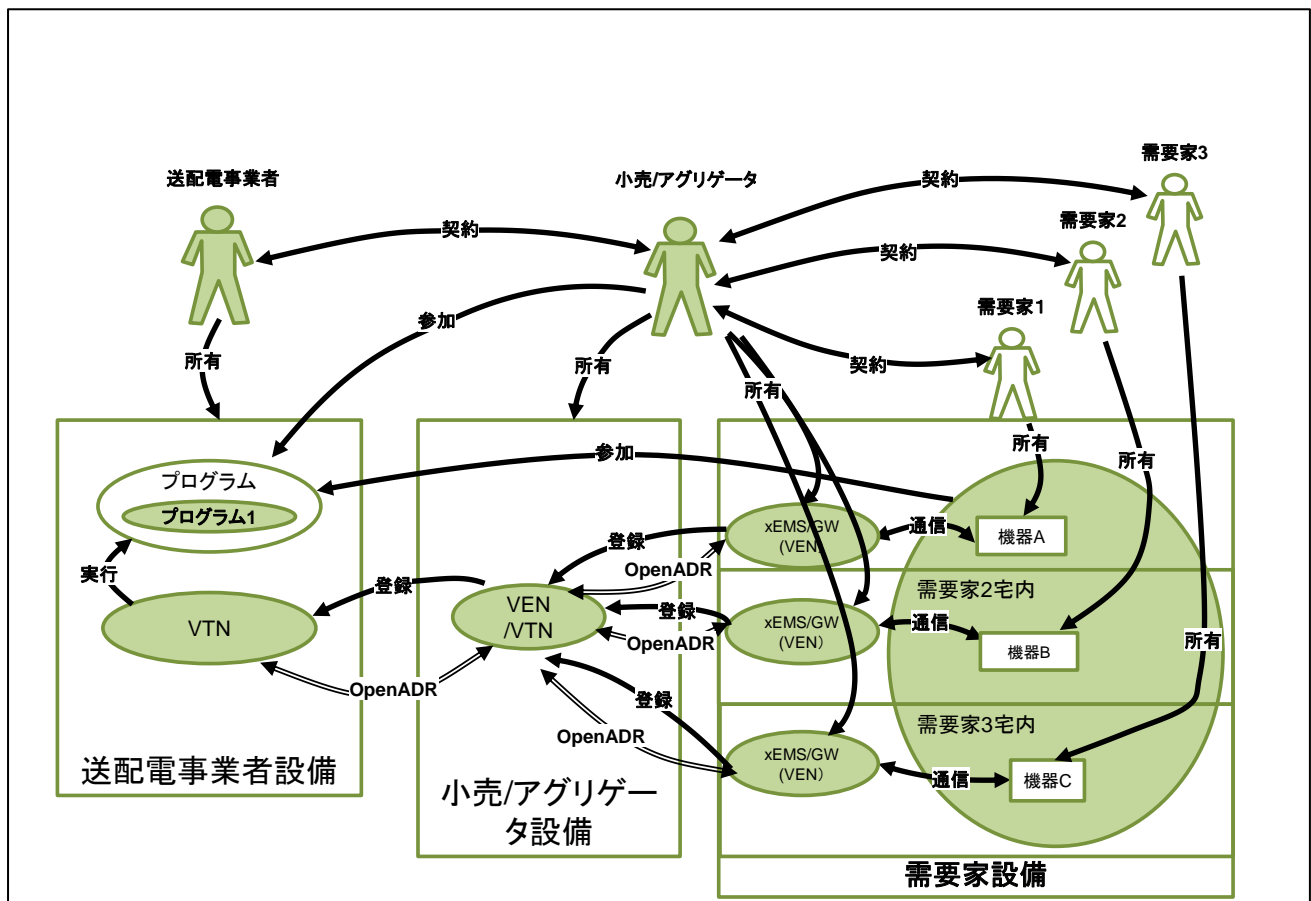 需要家3
送配電事業者
小売/アグリゲータ
契約
需要家2
契約
契約
需要家1
参加
契約
所有
所有
所有
所有
参加
所有
プログラム
プログラム1
xEMS/GW
(VEN)
通信
機器A
登録
OpenADR
実行
登録
VEN
/VTN
需要家2宅内
登録
xEMS/GW
(VEN)
通信
VTN
OpenADR
機器B
所有
OpenADR
登録
需要家3宅内
OpenADR
xEMS/GW
(VEN)
通信
機器C
送配電事業者設備
小売/アグリゲー
タ設備
需要家設備